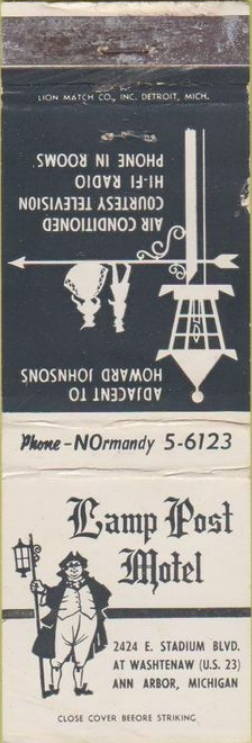 LION MATCH CO., INC. DETROIT, MICH.
ADJACENT TO
HOWARD JOHNSONS
AIR CONDITIONED
COURTESY TELEVISION
HI-FI RADIO
PHONE IN ROOMS
Phone - NOrmandy 5-6123
Lamp Post
Motel
2424 E. STADIUM BLVD.
AT WASHTENAW (U.S. 23)
ANN ARBOR, MICHIGAN
CLOSE COVER BEFORE STRIKING